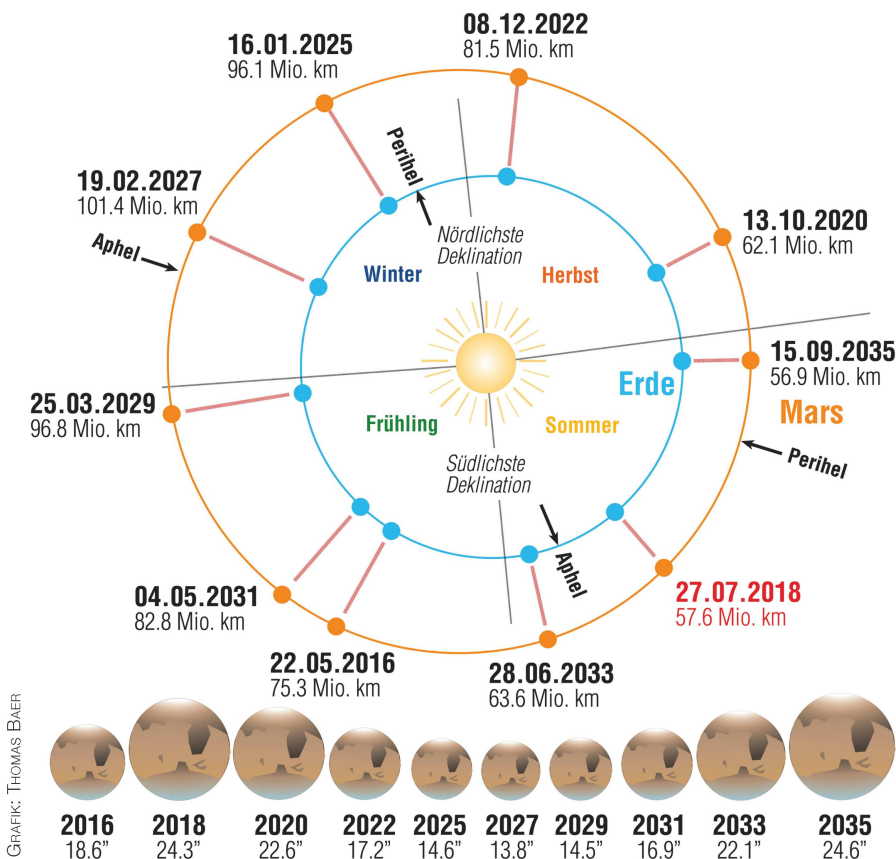 08.12.2022
81.5 Mio. km
16.01.2025
96.1 Mio. km
Perihel
19.02.2027
101.4 Mio. km
13.10.2020
62.1 Mio. km
Aphel
Nördlichste
Deklination
Winter
Herbst
15.09.2035
56.9 Mio. km
Erde
Mars
25.03.2029
96.8 Mio. km
Frühling
Sommer
Perihel
Südlichste
Deklination
Aphel
27.07.2018
57.6 Mio. km
04.05.2031
82.8 Mio. km
22.05.2016
75.3 Mio. km
28.06.2033
63.6 Mio. km
GRAFIK: THOMAS BAER
2016 2018 2020 2022 2025 2027 2029 2031 2033 2035
18.6” 24.3” 22.6” 17.2” 14.6” 13.8” 14.5” 16.9” 22.1” 24.6”